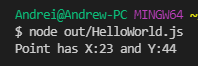 Andrei@Andrew-PC MINGW64
$ node out/HelloWorld.js
Point has X:23 and Y:44